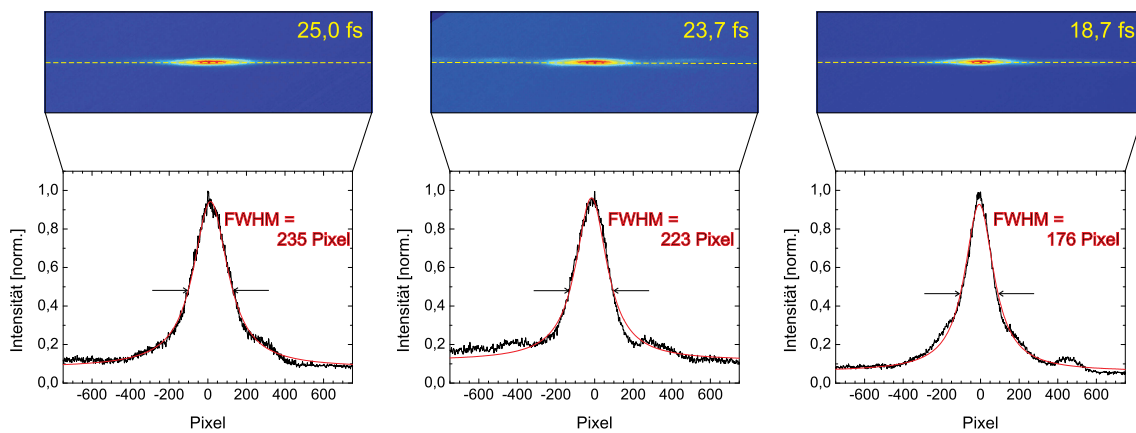 25,0 fs
23,7 fs
18,7 fs
1,0
0,8
0,6
0,4
0,2
0,0
Intensität [norm.]
FWHM =
235 Pixel
-600 -400 -200 0 200 400 600
Pixel
1,0
0,8
0,6
0,4
0,2
0,0
Intensität [norm.]
FWHM =
223 Pixel
-600 -400 -200 0 200 400 600
Pixel
1,0
0,8
0,6
0,4
0,2
0,0
Intensität [norm.]
FWHM =
176 Pixel
-600 -400 -200 0 200 400 600
Pixel